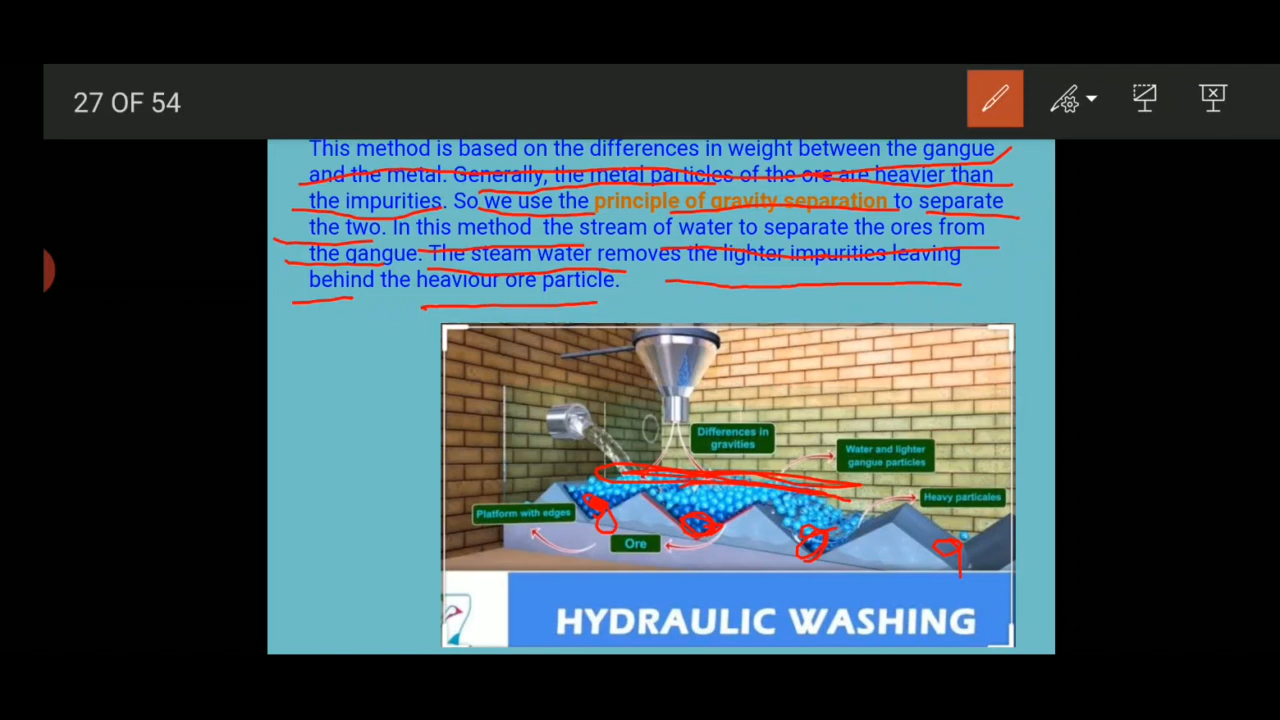 27 OF 54
This method is based on the differences in weight between the gangue
and the metal. Generally, the metal particles of the ore are heavier than
the impurities. So we use the principle of gravity separation to separate
the two. In this method the stream of water to separate the ores from
the gangue. The steam water removes the lighter impurities leaving
behind the heaviour ore particle.
Differences in
gravities
Water and lighter
gangue particles
Heavy particales
Platform with edges
Ore
HYDRAULIC WASHING